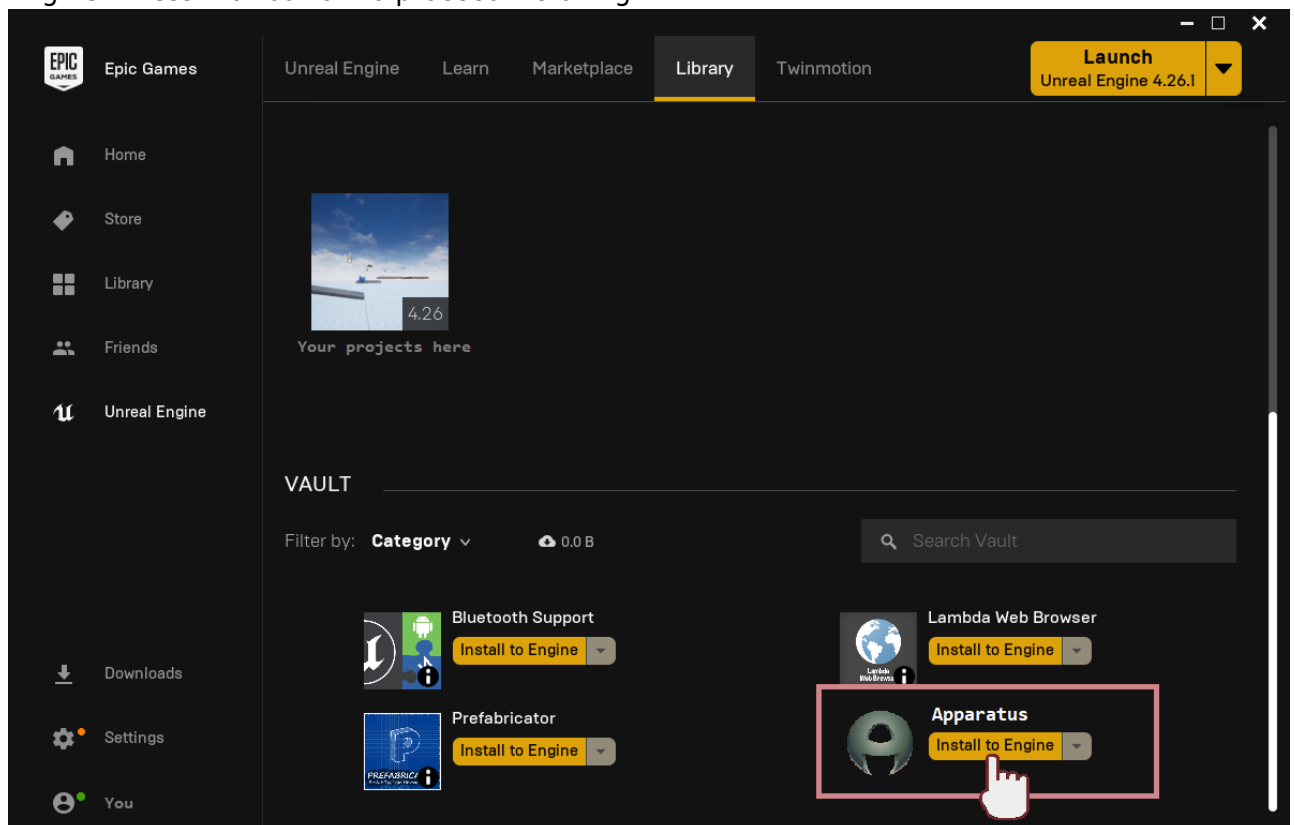 EPIC
GAMES
Epic Games
Unreal Engine
Learn
Marketplace
Library
Twinmotion
Launch
Unreal Engine 4.26.1
Home
Store
Library
Friends
Unreal Engine
4.26
Your projects here
VAULT
Filter by: Category
0.0 B
Search Vault
Bluetooth Support
Install to Engine
Lambda Web Browser
Install to Engine
Prefabricator
Install to Engine
Apparatus
Install to Engine
Downloads
Settings
You